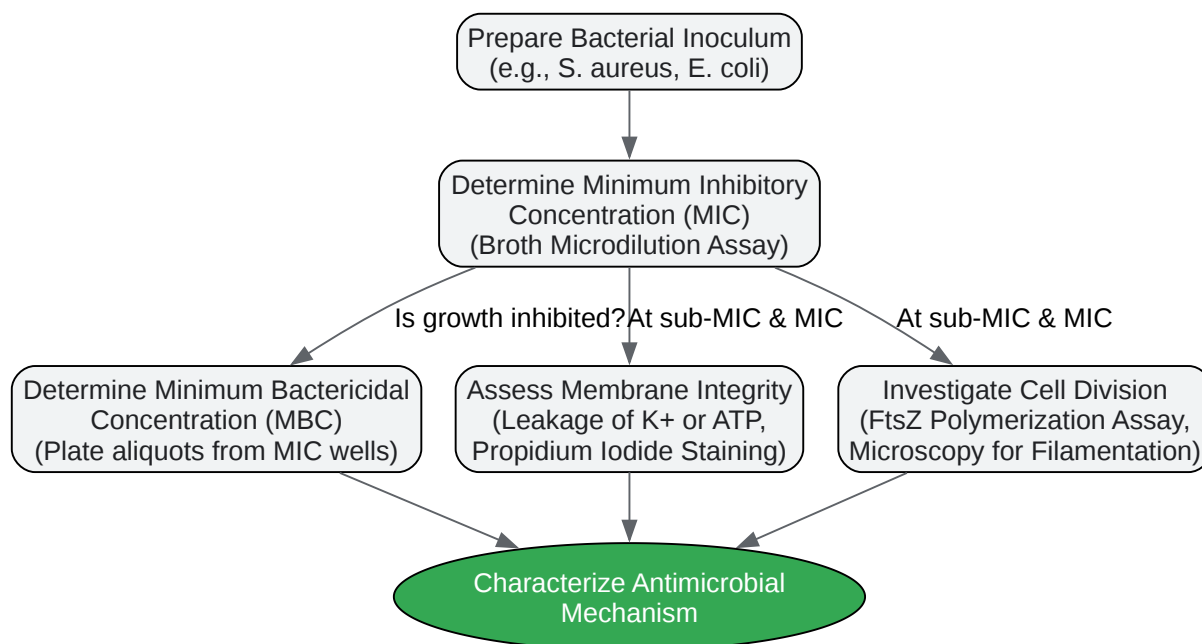 Prepare Bacterial Inoculum
(e.g., S. aureus, E. coli)
Determine Minimum Inhibitory
Concentration (MIC)
(Broth Microdilution Assay)
Is growth inhibited?
At sub-MIC & MIC
At sub-MIC & MIC
Determine Minimum Bactericidal
Concentration (MBC)
(Plate aliquots from MIC wells)
Assess Membrane Integrity
(Leakage of K+ or ATP,
Propidium Iodide Staining)
Investigate Cell Division
(FtsZ Polymerization Assay,
Microscopy for Filamentation)
Characterize Antimicrobial
Mechanism